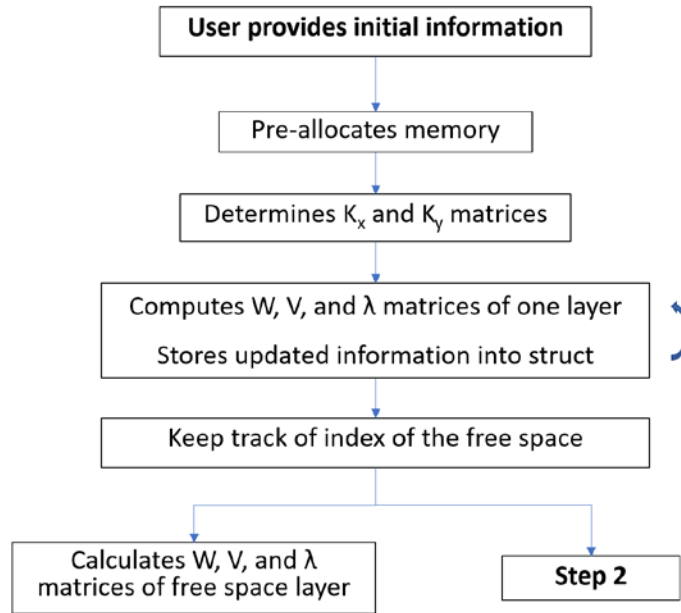 User provides initial information
Pre-allocates memory
Determines Kₓ and Kᵧ matrices
Computes W, V, and λ matrices of one layer
Stores updated information into struct
Keep track of index of the free space
Calculates W, V, and λ
matrices of free space layer
Step 2